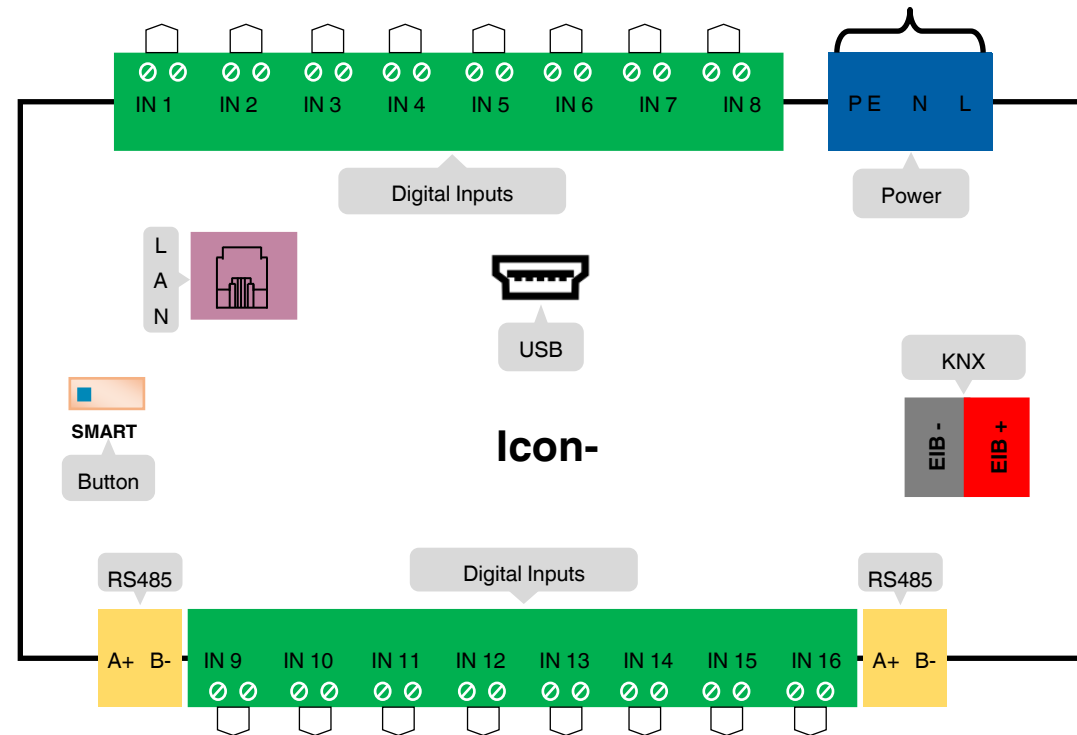 IN 1 IN 2 IN 3 IN 4 IN 5 IN 6 IN 7 IN 8
P E N L
Digital Inputs
Power
L
A
N
USB
KNX
EIB -
EIB +
SMART
Button
Icon-
RS485
Digital Inputs
RS485
A+ B-
IN 9 IN 10 IN 11 IN 12 IN 13 IN 14 IN 15 IN 16
A+ B-